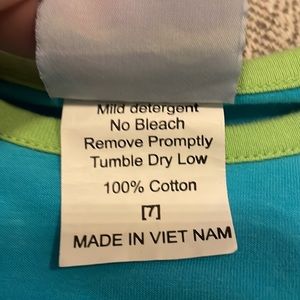 Mild detergent
No Bleach
Remove Promptly
Tumble Dry Low
100% Cotton
[7]
MADE IN VIET NAM